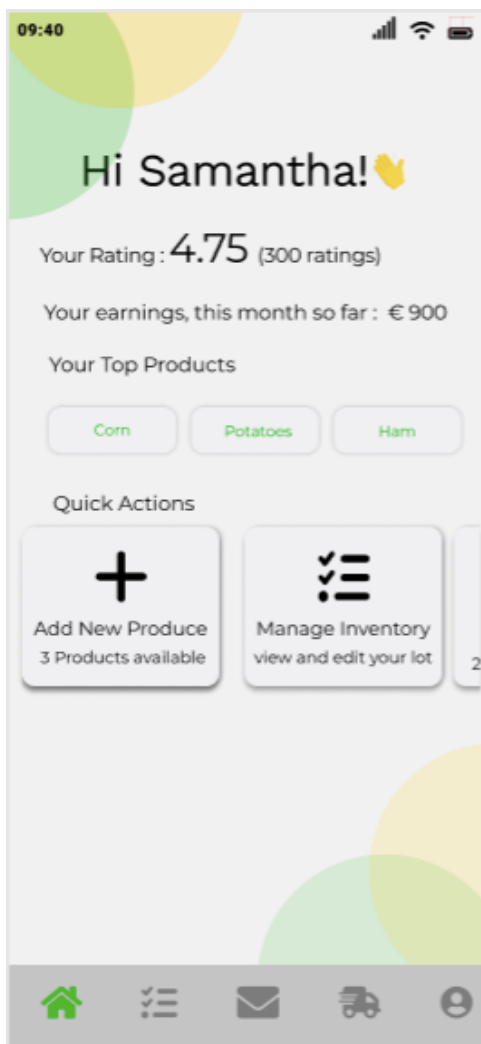 09:40
Hi Samantha!👋
Your Rating : 4.75 (300 ratings)
Your earnings, this month so far : € 900
Your Top Products
Corn Potatoes Ham
Quick Actions
Add New Produce Manage Inventory
3 Products available view and edit your lot 2